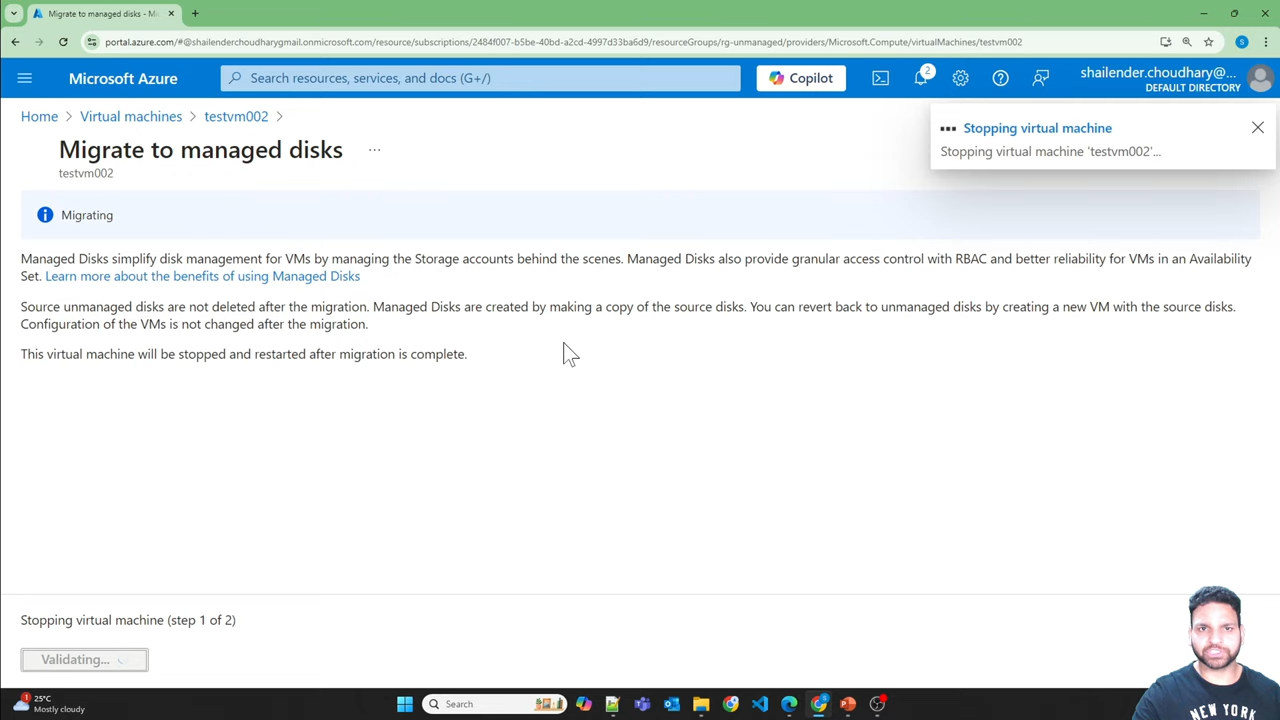 Migrate to managed disks - Mi
portal.azure.com/#@shailenderchoudharygmail.onmicrosoft.com/resource/subscriptions/2484f007-b5be-40bd-a2cd-4997d33ba6d9/resourceGroups/rg-unmanaged/providers/Microsoft.Compute/virtualMachines/testvm002
S
Microsoft Azure
Search resources, services, and docs (G+/)
Copilot
2
shailender.choudhary@...
DEFAULT DIRECTORY
Home > Virtual machines > testvm002 >
Migrate to managed disks ...
testvm002
Stopping virtual machine
Stopping virtual machine 'testvm002'...
Migrating
Managed Disks simplify disk management for VMs by managing the Storage accounts behind the scenes. Managed Disks also provide granular access control with RBAC and better reliability for VMs in an Availability
Set. Learn more about the benefits of using Managed Disks
Source unmanaged disks are not deleted after the migration. Managed Disks are created by making a copy of the source disks. You can revert back to unmanaged disks by creating a new VM with the source disks.
Configuration of the VMs is not changed after the migration.
This virtual machine will be stopped and restarted after migration is complete.
Stopping virtual machine (step 1 of 2)
Validating...
1
25°C
Mostly cloudy
Search
NEW YORK